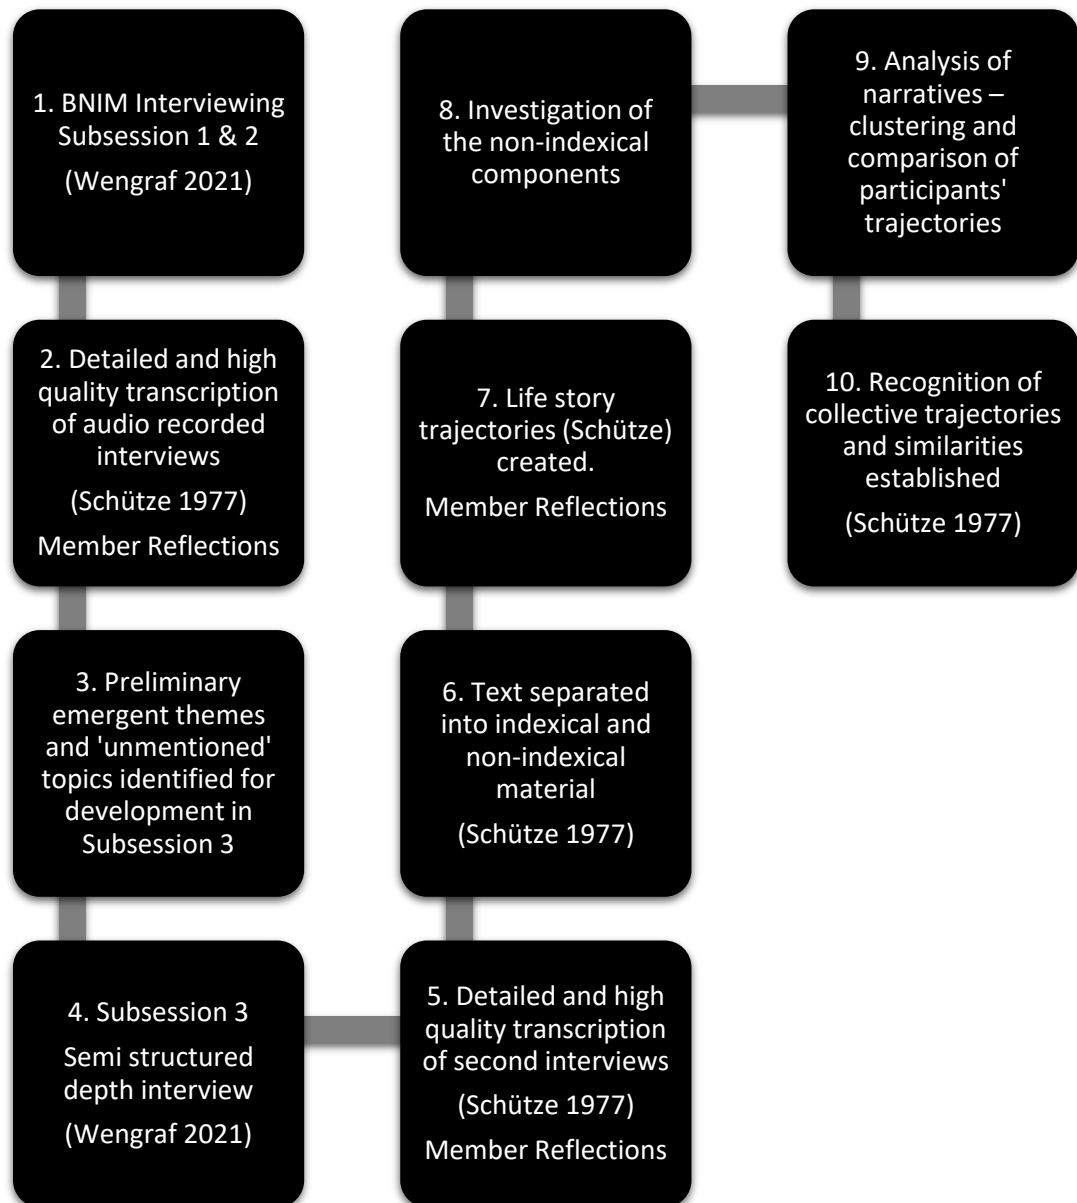 1. BNIM Interviewing
Subsession 1 & 2
(Wengraf 2021)
2. Detailed and high
quality transcription
of audio recorded
interviews
(Schütze 1977)
Member Reflections
3. Preliminary
emergent themes
and 'unmentioned'
topics identified for
development in
Subsession 3
4. Subsession 3
Semi structured
depth interview
(Wengraf 2021)
5. Detailed and high
quality transcription
of second interviews
(Schütze 1977)
Member Reflections
6. Text separated
into indexical and
non-indexical
material
(Schütze 1977)
7. Life story
trajectories (Schütze)
created.
Member Reflections
8. Investigation of
the non-indexical
components
9. Analysis of
narratives –
clustering and
comparison of
participants'
trajectories
10. Recognition of
collective trajectories
and similarities
established
(Schütze 1977)